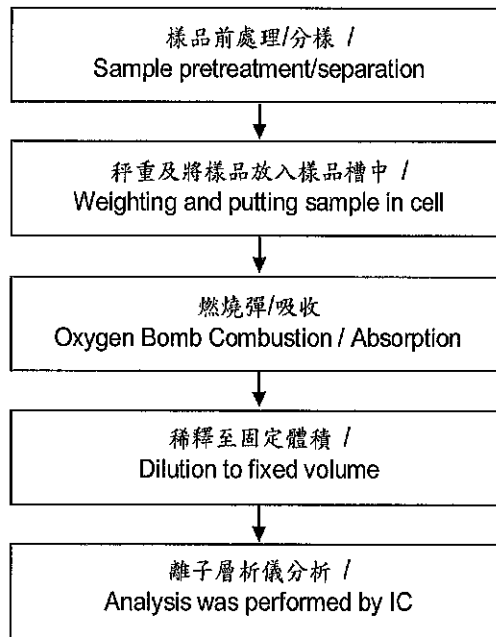 樣品前處理/分樣 /
Sample pretreatment/separation
秤重及將樣品放入樣品槽中 /
Weighting and putting sample in cell
燃燒彈/吸收
Oxygen Bomb Combustion / Absorption
稀釋至固定體積 /
Dilution to fixed volume
離子層析儀分析 /
Analysis was performed by IC